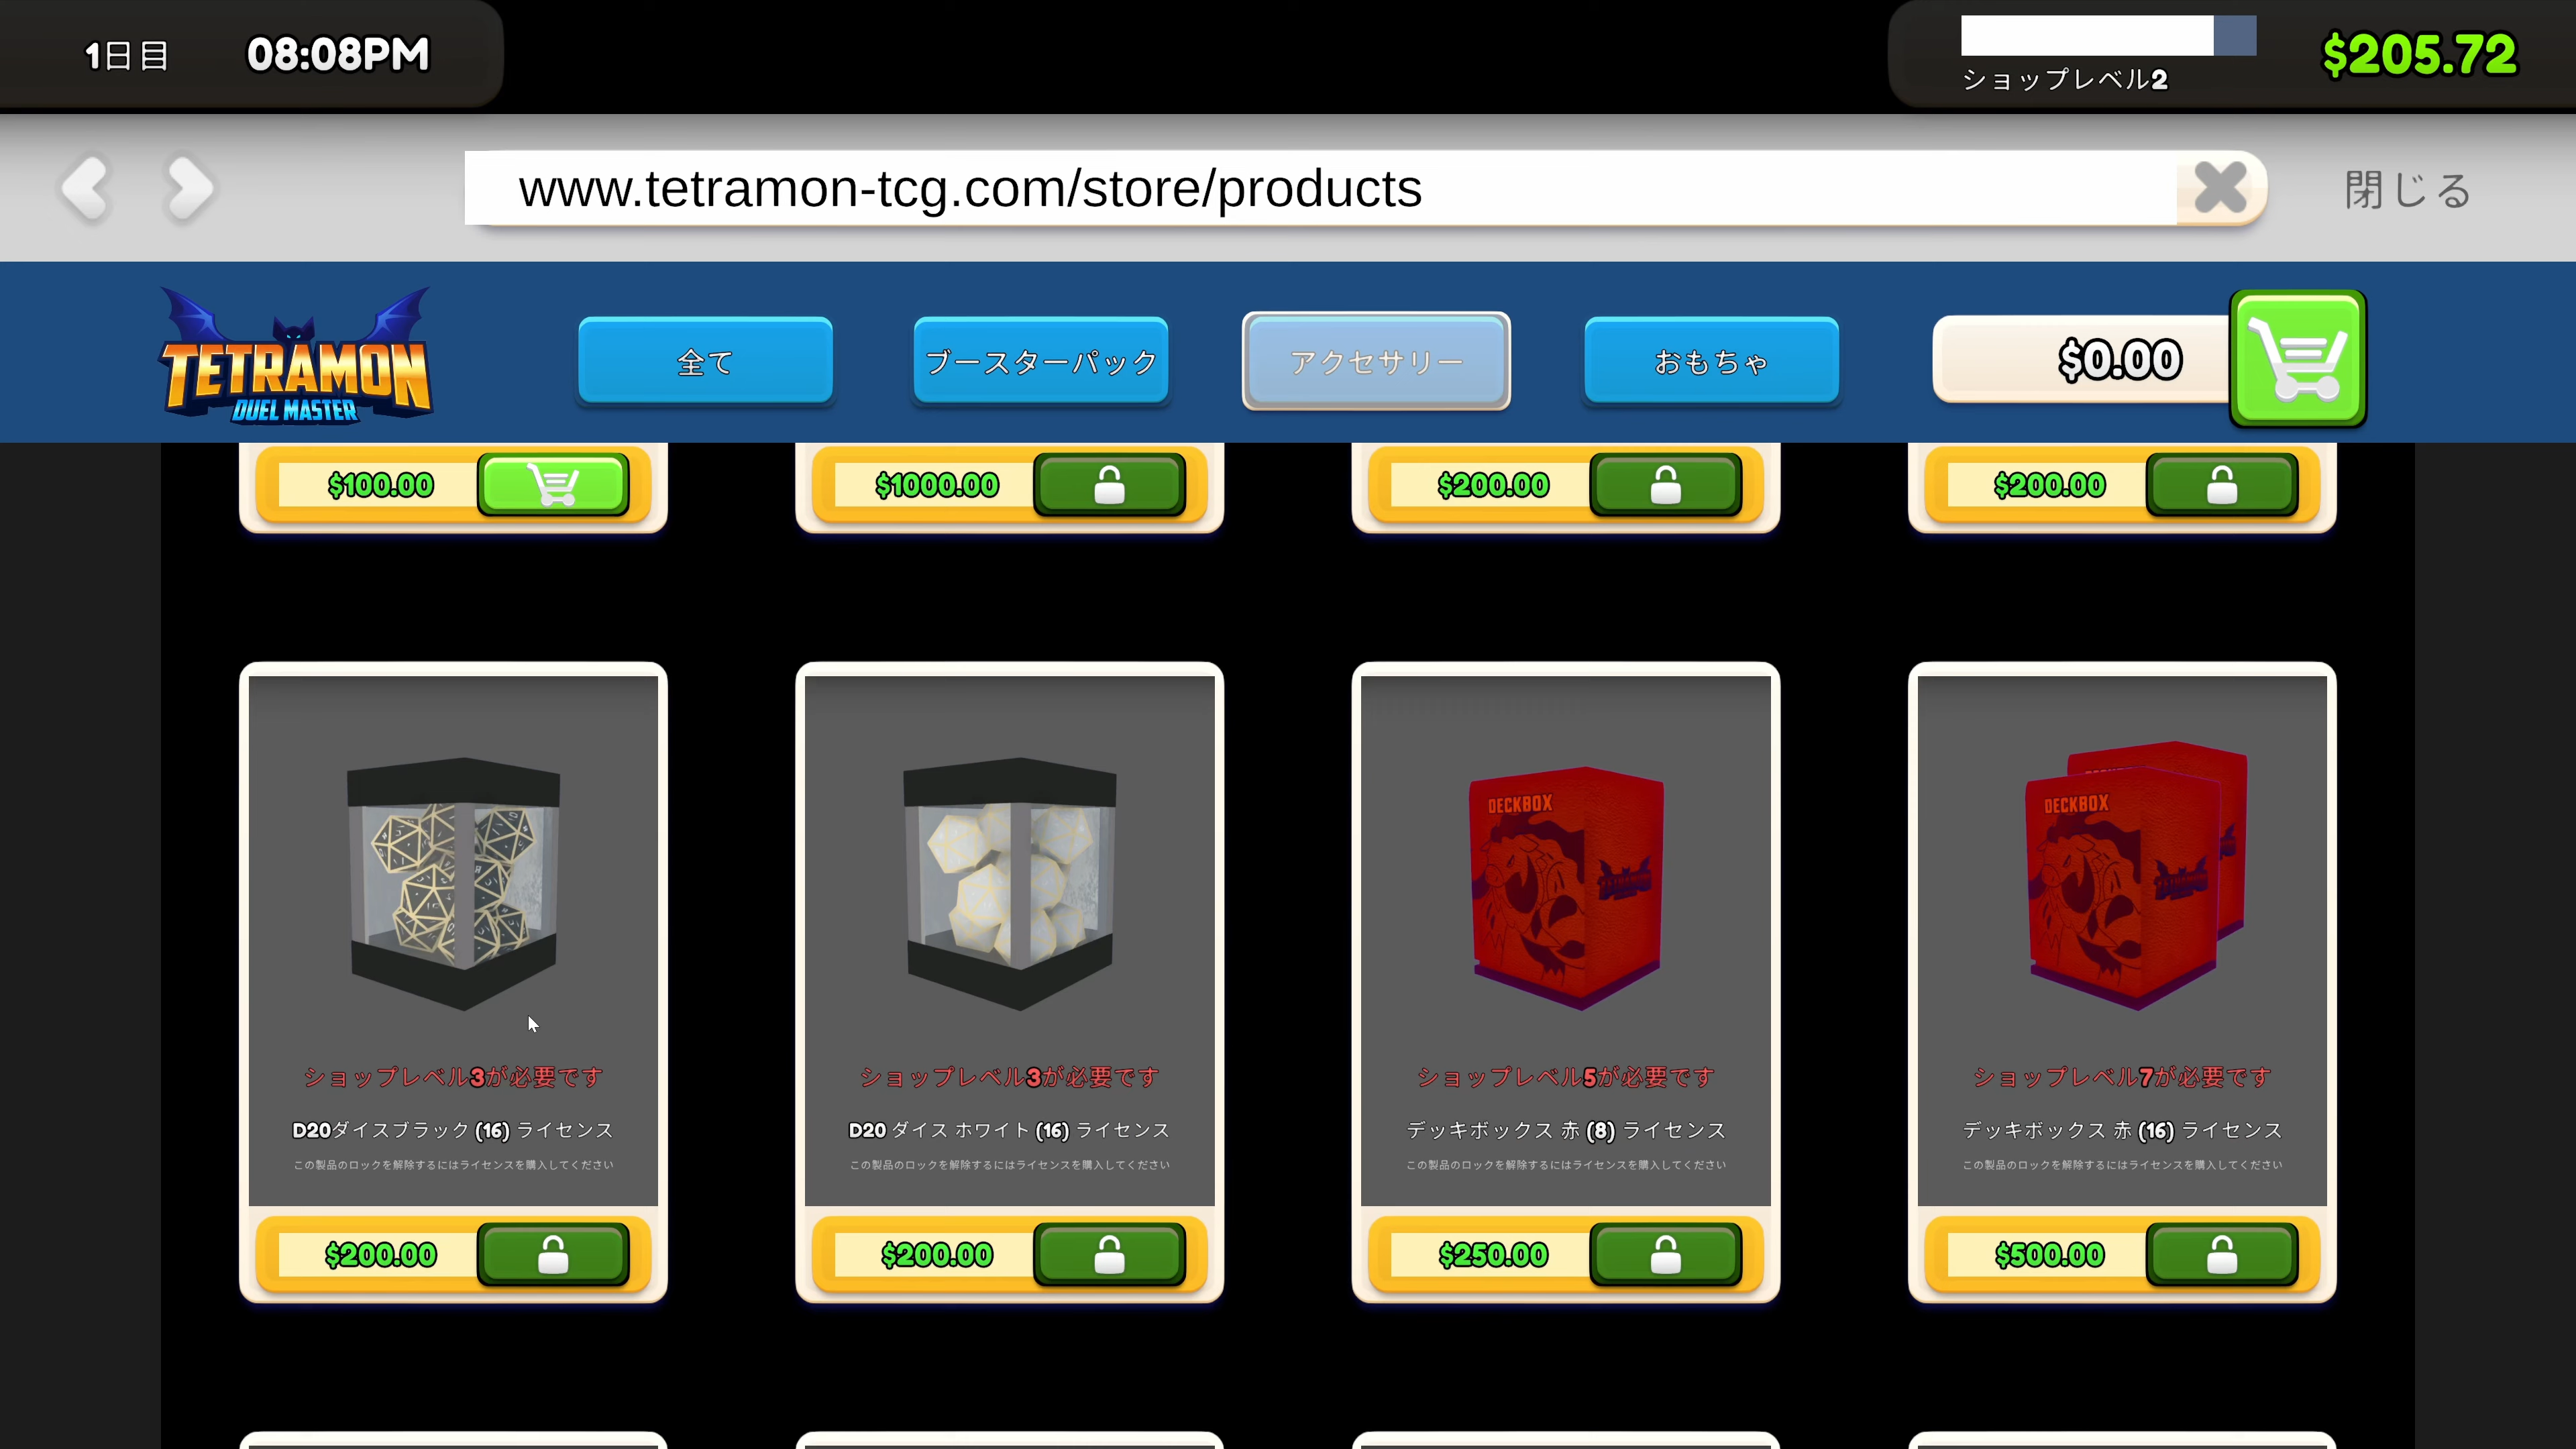 1日目 08:08PM
ショップレベル2
$205.72
www.tetramon-tcg.com/store/products
閉じる
TETRAMON
DUEL MASTER
全て ブースターパック アクセサリー おもちゃ $0.00
$100.00 $1000.00 $200.00 $200.00
DECKBOX
DECKBOX
ショップレベル3が必要です
D20ダイスブラック (16) ライセンス
この製品のロックを解除するにはライセンスを購入してください
$200.00
ショップレベル3が必要です
D20 ダイス ホワイト (16) ライセンス
この製品のロックを解除するにはライセンスを購入してください
$200.00
ショップレベル5が必要です
デッキボックス 赤 (8) ライセンス
この製品のロックを解除するにはライセンスを購入してください
$250.00
ショップレベル7が必要です
デッキボックス 赤 (16) ライセンス
この製品のロックを解除するにはライセンスを購入してください
$500.00